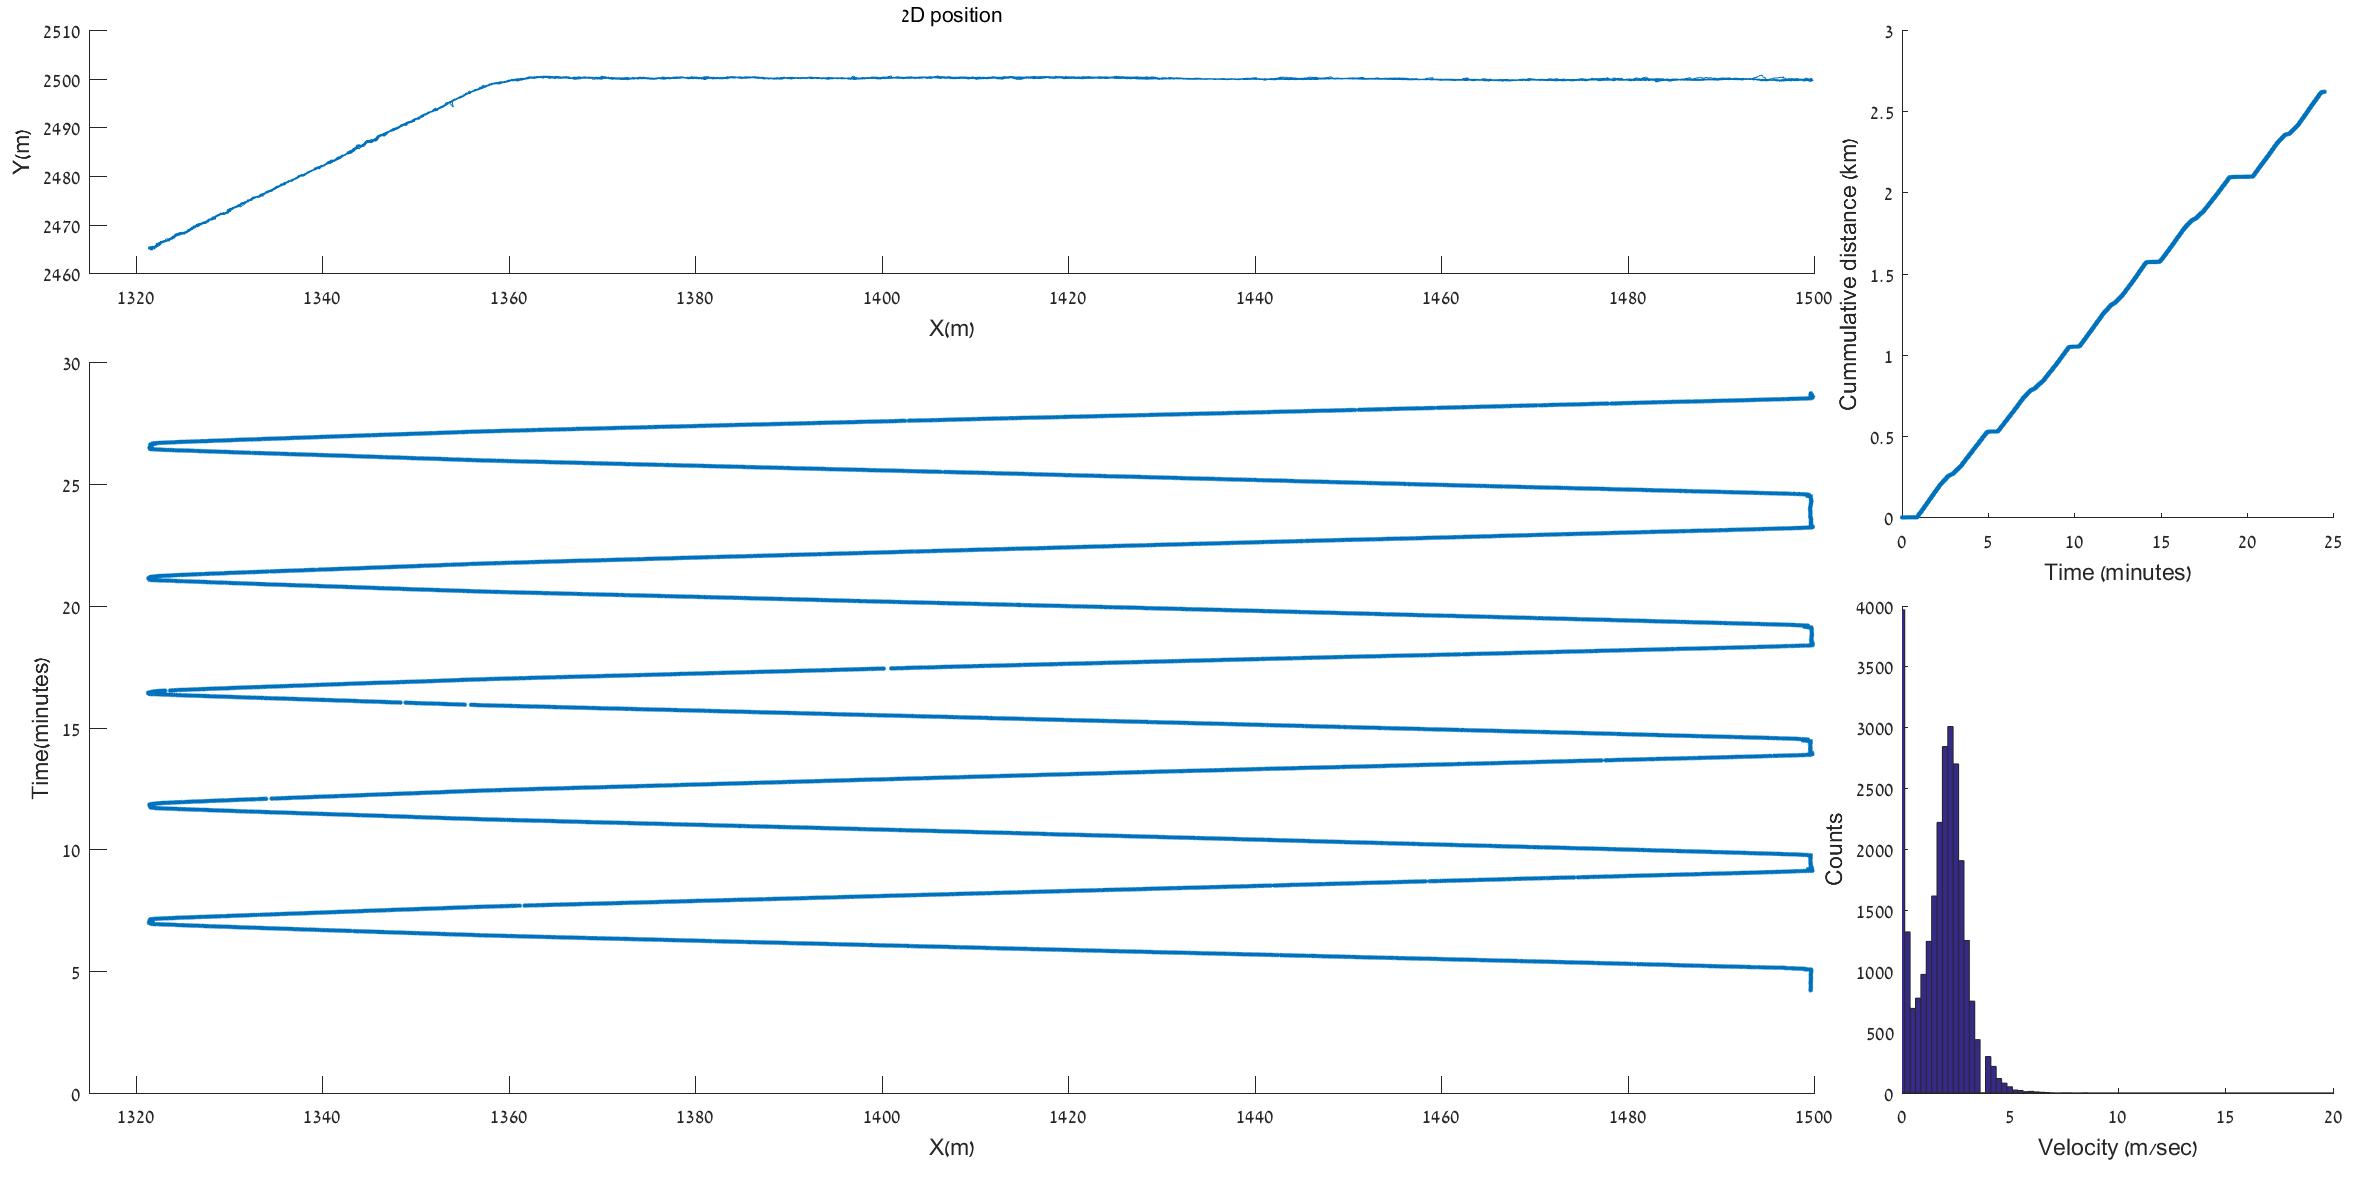 2D position
2510
2500
2490
2480
2470
2460
Y(m)
1320 1340 1360 1380 1400 1420 1440 1460 1480 1500
X(m)
30
25
20
15
10
5
0
Time(minutes)
1320 1340 1360 1380 1400 1420 1440 1460 1480 1500
X(m)
3
2.5
2
1.5
1
0.5
0
Cummulative distance (km)
0 5 10 15 20 25
Time (minutes)
4000
3500
3000
2500
2000
1500
1000
500
0
Counts
0 5 10 15 20
Velocity (m/sec)